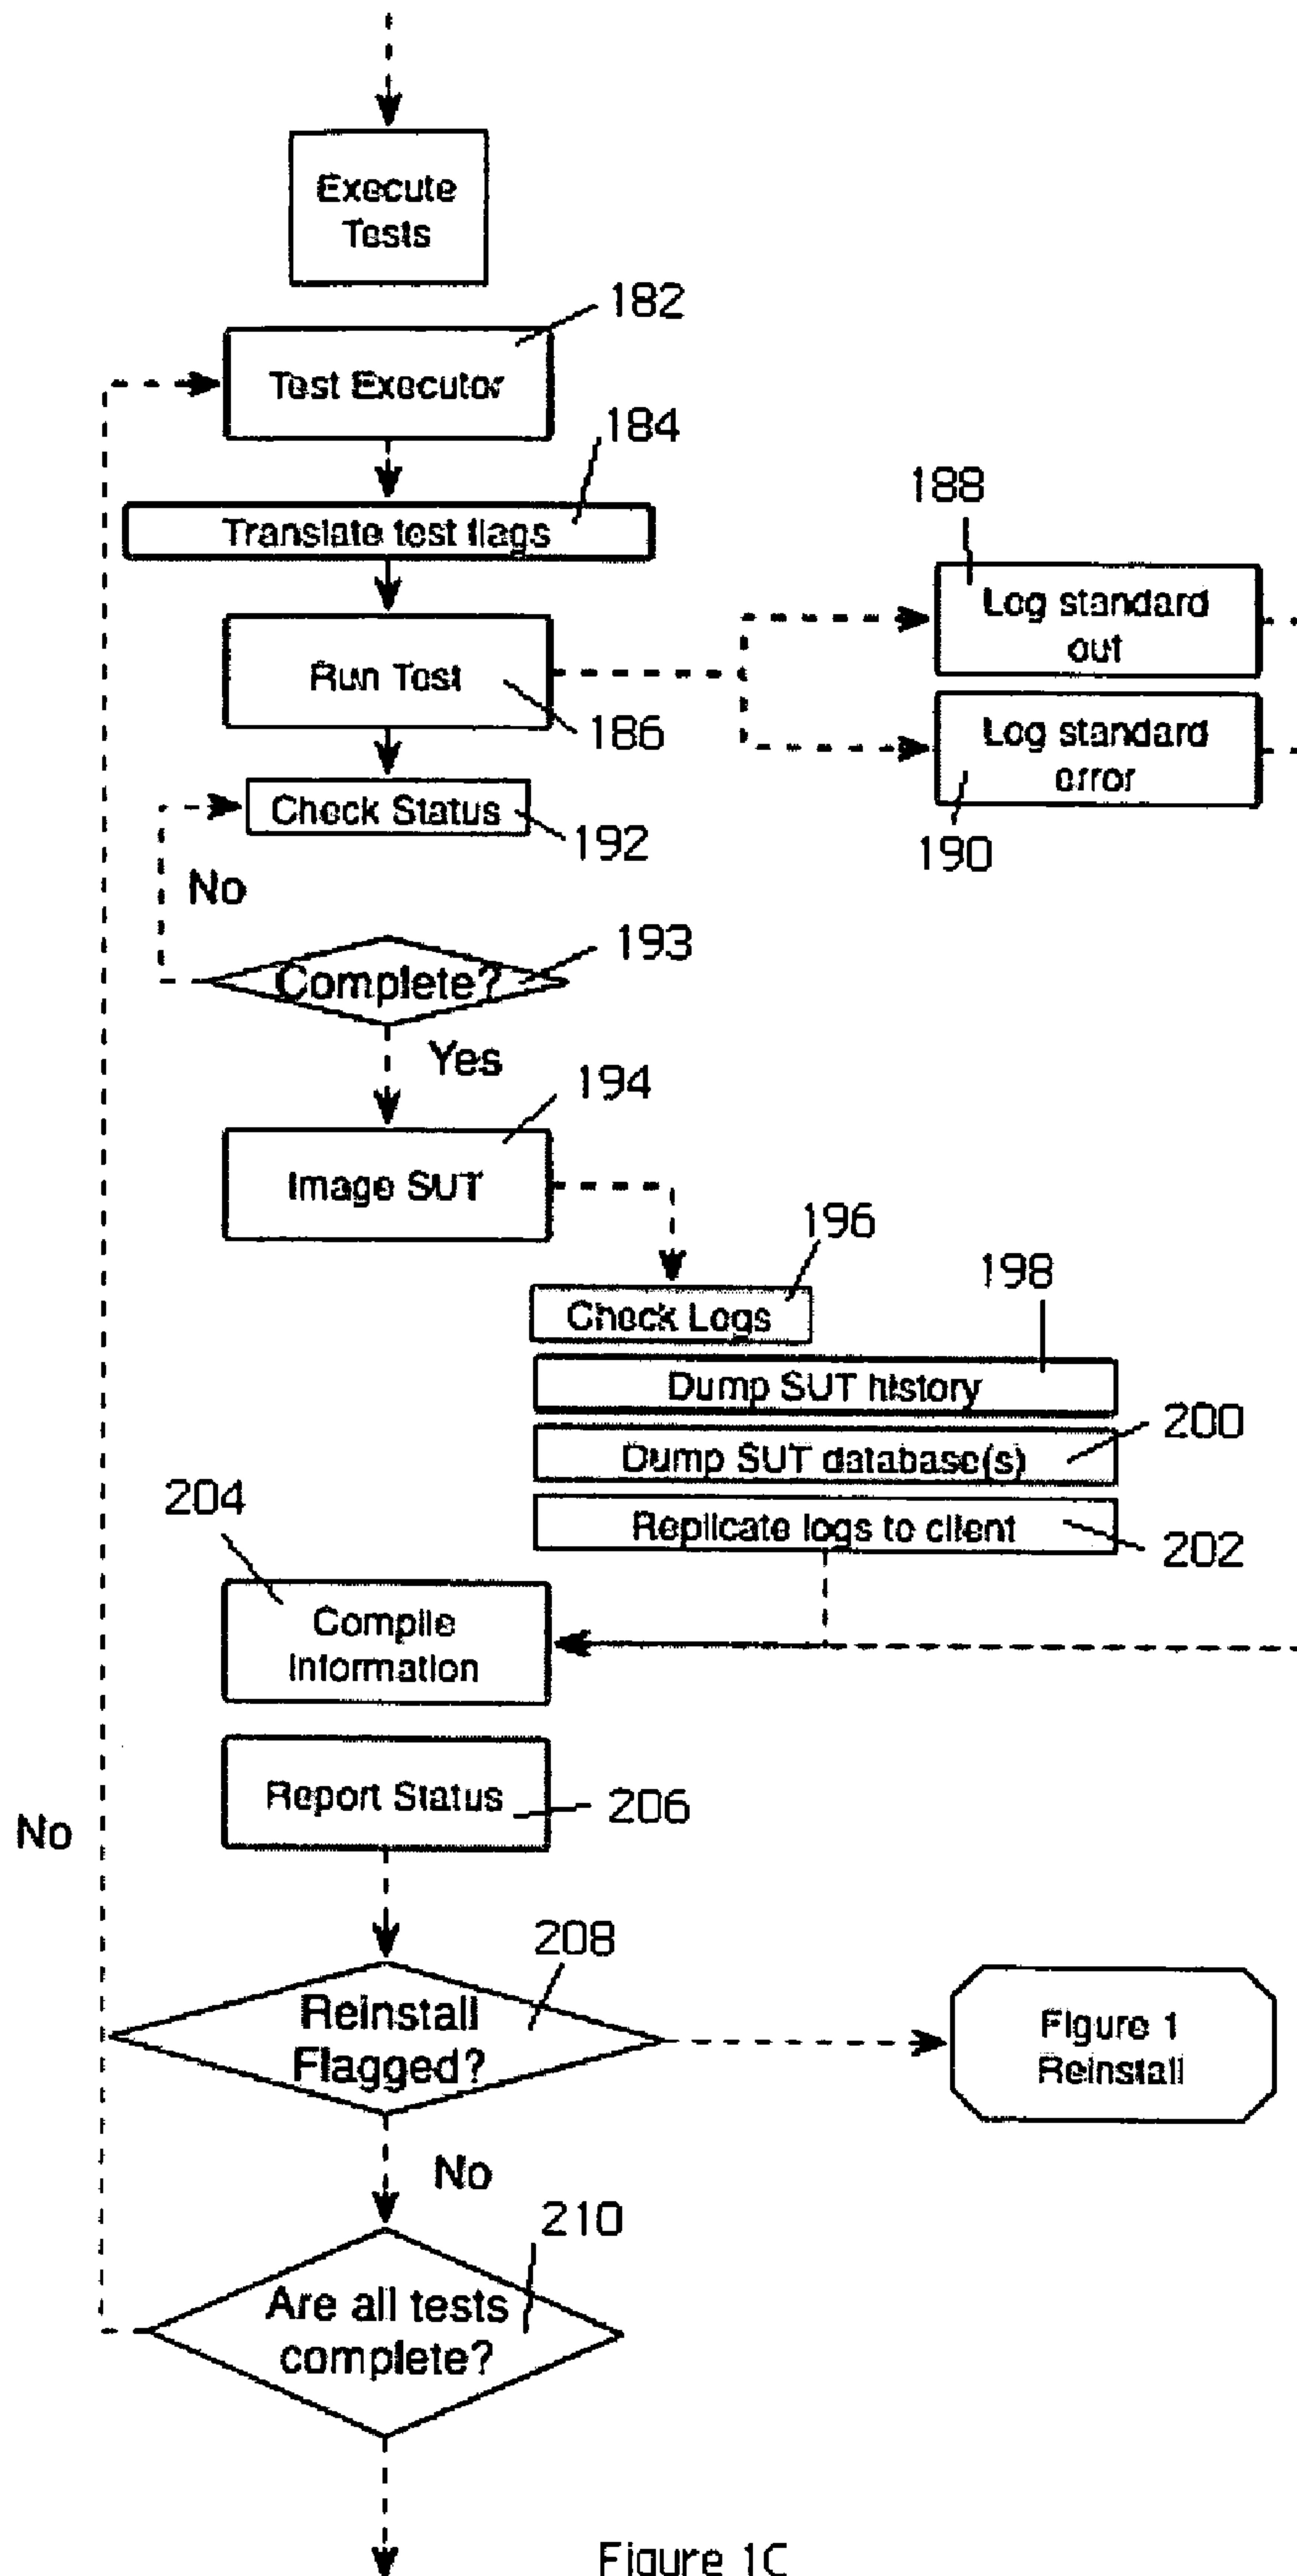 Execute
Tests
182
Test Executor
184
Translate test flags
188
Log standard
out
Run Test
186
Log standard
error
190
Check Status
192
No
Complete?
193
Yes
194
Image SUT
196
Check Logs
198
Dump SUT history
200
Dump SUT database(s)
Replicate logs to client
202
204
Compile
Information
Report Status
206
No
208
Reinstall
Flagged?
Figure 1
Reinstall
No
210
Are all tests
complete?
Figure 1C